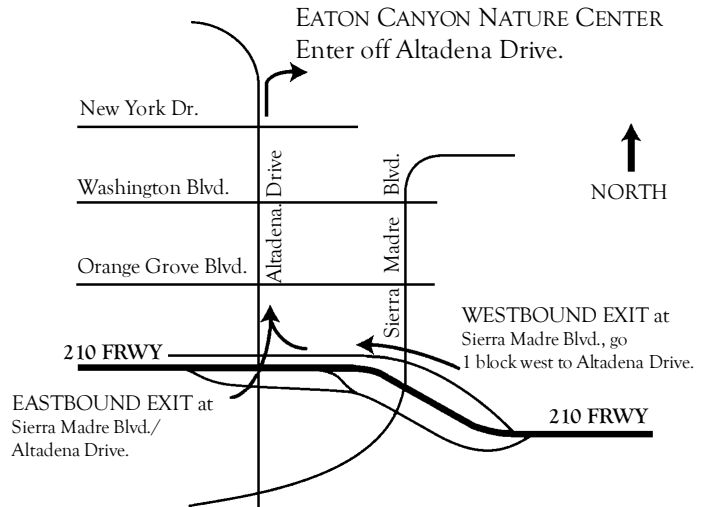 EATON CANYON NATURE CENTER
Enter off Altadena Drive.
New York Dr.
Washington Blvd.
Altadena. Drive
Sierra Madre Blvd.
NORTH
Orange Grove Blvd.
WESTBOUND EXIT at
Sierra Madre Blvd., go
1 block west to Altadena Drive.
210 FRWY
EASTBOUND EXIT at
Sierra Madre Blvd./
Altadena Drive.
210 FRWY